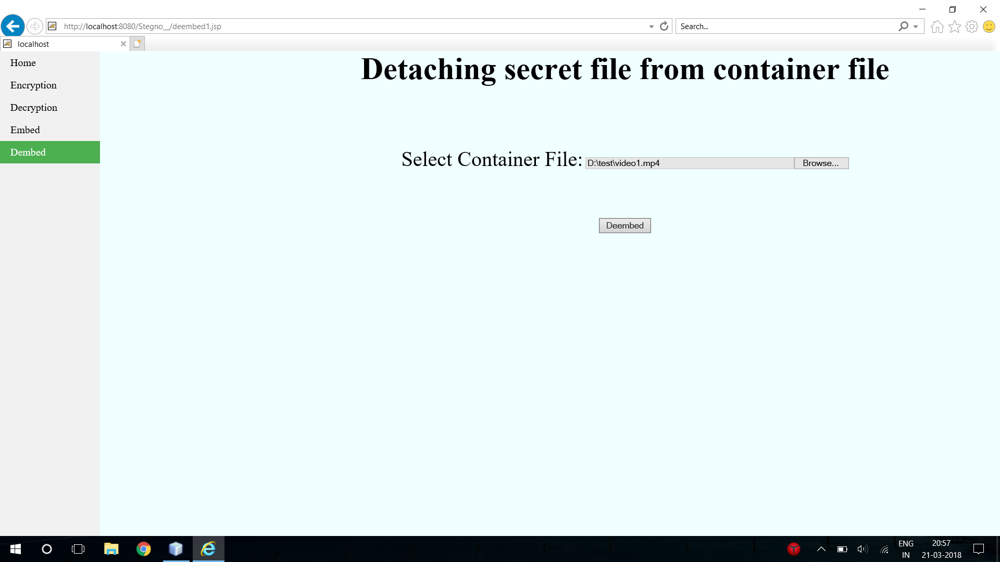 http://localhost:8080/Stegno__/deembed1.jsp
Search...
localhost
Home
Encryption
Decryption
Embed
Dembed
Detaching secret file from container file
Select Container File: D:\test\video1.mp4 Browse...
Deembed
ENG
IN
20:57
21-03-2018